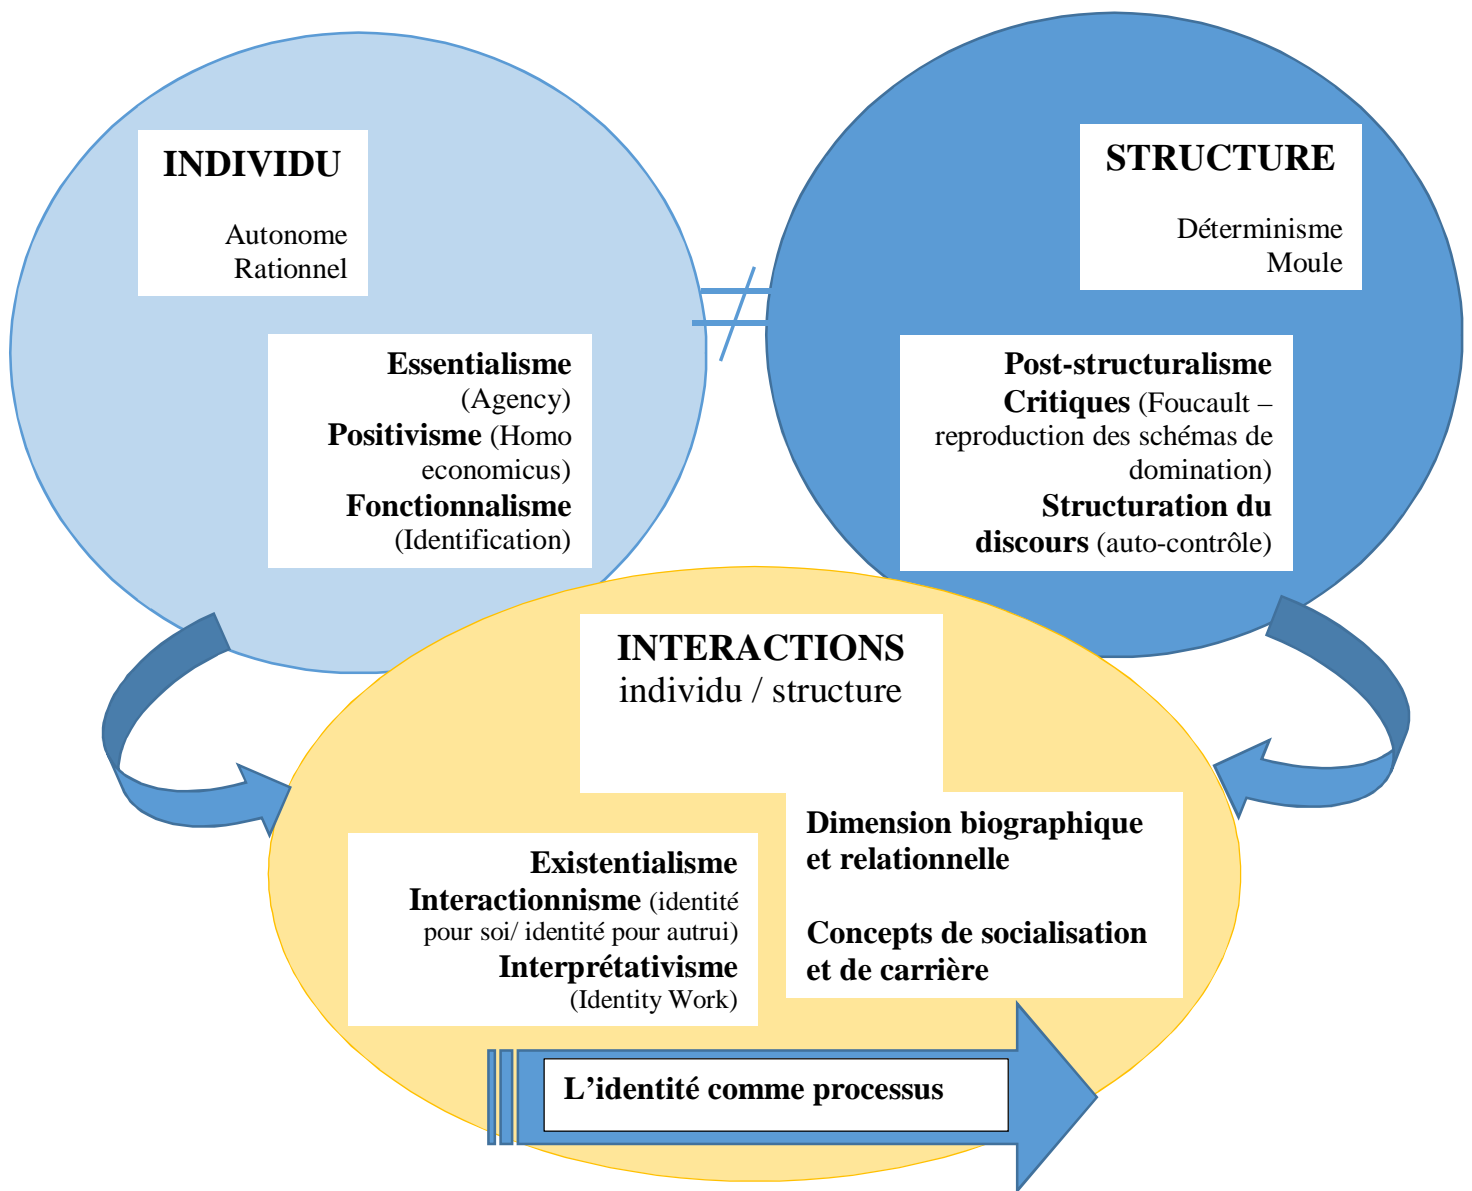 INDIVIDU
Autonome
Rationnel
Essentialisme
(Agency)
Positivisme (Homo
economicus)
Fonctionnalisme
(Identification)
STRUCTURE
Déterminisme
Moule
Post-structuralisme
Critiques (Foucault –
reproduction des schémas de
domination)
Structuration du
discours (auto-contrôle)
INTERACTIONS
individu / structure
Existentialisme
Interactionnisme (identité
pour soi/ identité pour autrui)
Interprétativisme
(Identity Work)
Dimension biographique
et relationnelle
Concepts de socialisation
et de carrière
L’identité comme processus